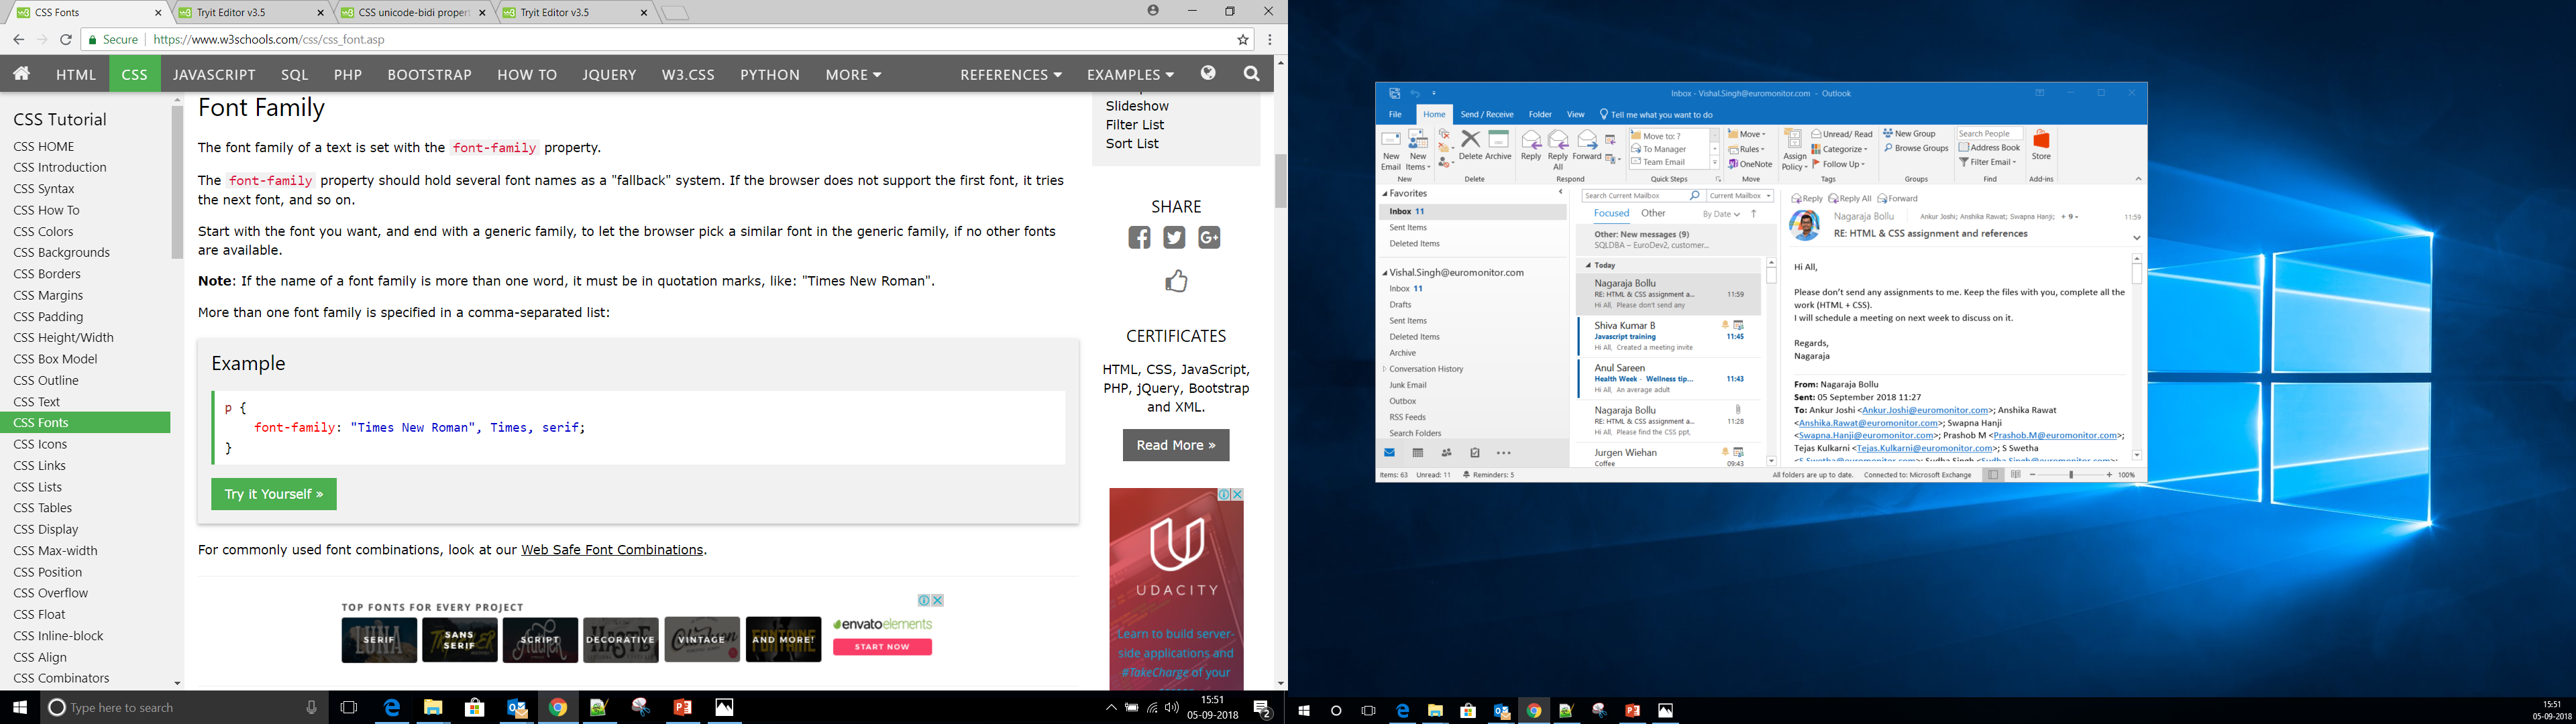 CSS Fonts
Tryit Editor v3.5
CSS unicode-bidi propert
Tryit Editor v3.5
Secure
https://www.w3schools.com/css/css_font.asp
HTML CSS JAVASCRIPT SQL PHP BOOTSTRAP HOW TO JQUERY W3.CSS PYTHON MORE REFERENCES EXAMPLES
CSS Tutorial
CSS HOME
CSS Introduction
CSS Syntax
CSS How To
CSS Colors
CSS Backgrounds
CSS Borders
CSS Margins
CSS Padding
CSS Height/Width
CSS Box Model
CSS Outline
CSS Text
CSS Fonts
CSS Icons
CSS Links
CSS Lists
CSS Tables
CSS Display
CSS Max-width
CSS Position
CSS Overflow
CSS Float
CSS Inline-block
CSS Align
CSS Combinators
Font Family
The font family of a text is set with the font-family property.
The font-family property should hold several font names as a "fallback" system. If the browser does not support the first font, it tries
the next font, and so on.
Start with the font you want, and end with a generic family, to let the browser pick a similar font in the generic family, if no other fonts
are available.
Note: If the name of a font family is more than one word, it must be in quotation marks, like: "Times New Roman".
More than one font family is specified in a comma-separated list:
Example
p {
font-family: "Times New Roman", Times, serif;
}
Try it Yourself »
For commonly used font combinations, look at our Web Safe Font Combinations.
TOP FONTS FOR EVERY PROJECT
SERIF
SANS
SERIF
SCRIPT
DECORATIVE
VINTAGE
AND MORE!
envatoelements
START NOW
Slideshow
Filter List
Sort List
SHARE
CERTIFICATES
HTML, CSS, JavaScript,
PHP, jQuery, Bootstrap
and XML.
Read More »
UDACITY
Learn to build server-
side applications and
#TakeCharge of your
Type here to search
15:51
05-09-2018
2
Inbox - Vishal.Singh@euromonitor.com - Outlook
File Home Send / Receive Folder View Tell me what you want to do
New
Email
New
Items
New
Delete Archive
Delete
Reply
Reply
All
Forward
Respond
Move to: ?
To Manager
Team Email
Quick Steps
Move
Rules
OneNote
Move
Assign
Policy
Unread/ Read
Categorize
Follow Up
Tags
New Group
Browse Groups
Groups
Search People
Address Book
Filter Email
Find
Store
Add-ins
Favorites
Inbox 11
Sent Items
Deleted Items
Vishal.Singh@euromonitor.com
Inbox 11
Drafts
Sent Items
Deleted Items
Archive
Conversation History
Junk Email
Outbox
RSS Feeds
Search Folders
Search Current Mailbox
Current Mailbox
Focused Other By Date
Other: New messages (9)
SQLDBA – EuroDev2, customer...
Today
Nagaraja Bollu
RE: HTML & CSS assignment a... 11:59
Hi All, Please don't send any
Shiva Kumar B
Javascript training 11:45
Hi All, Created a meeting invite
Anul Sareen
Health Week - Wellness tip... 11:43
Hi All, An average adult
Nagaraja Bollu
RE: HTML & CSS assignment a... 11:28
Hi All, Please find the CSS ppt,
Jurgen Wiehan
Coffee 09:43
Reply Reply All Forward
Nagaraja Bollu Ankur Joshi; Anshika Rawat; Swapna Hanji; + 9 11:59
RE: HTML & CSS assignment and references
Hi All,
Please don't send any assignments to me. Keep the files with you, complete all the
work (HTML + CSS).
I will schedule a meeting on next week to discuss on it.
Regards,
Nagaraja
From: Nagaraja Bollu
Sent: 05 September 2018 11:27
To: Ankur Joshi <Ankur.Joshi@euromonitor.com>; Anshika Rawat
<Anshika.Rawat@euromonitor.com>; Swapna Hanji
<Swapna.Hanji@euromonitor.com>; Prashob M <Prashob.M@euromonitor.com>;
Tejas Kulkarni <Tejas.Kulkarni@euromonitor.com>; S Swetha
<S.Swetha@euromonitor.com>; Sudha Singh <Sudha.Singh@euromonitor.com>;
Items: 63 Unread: 11 Reminders: 5
All folders are up to date. Connected to: Microsoft Exchange 100%
15:51
05-09-2018